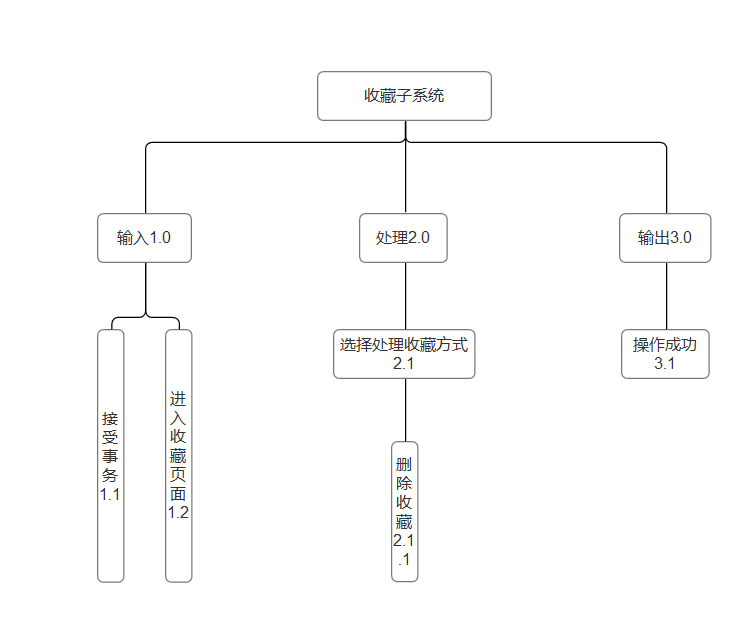 收藏子系统
输入1.0
处理2.0
输出3.0
选择处理收藏方式
2.1
操作成功
3.1
接
受
事
务
1.1
进
入
收
藏
页
面
1.2
删
除
收
藏
2.1
.1